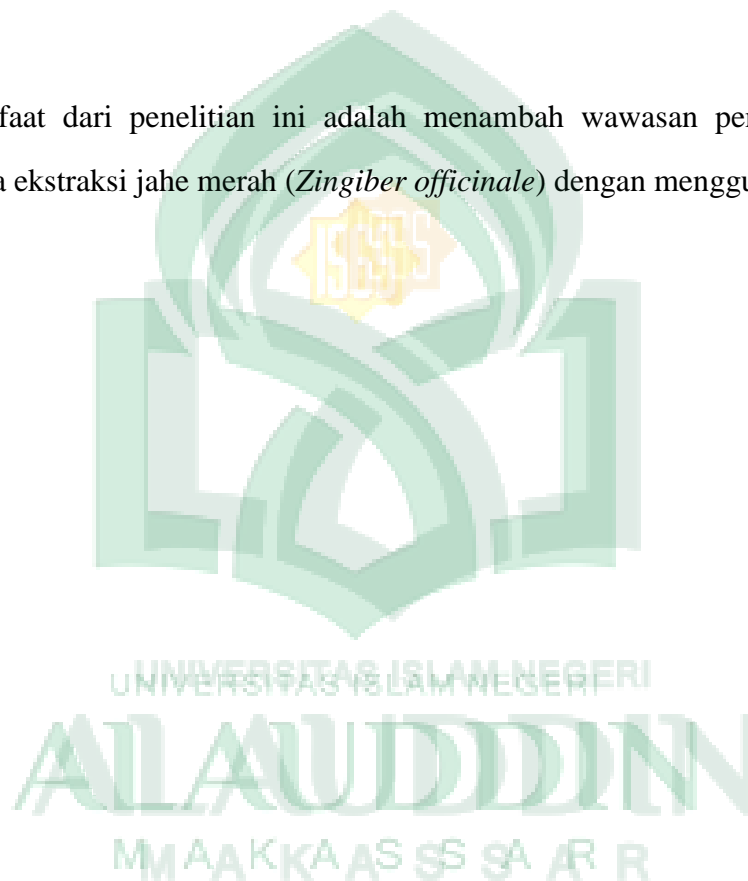 faat dari penelitian ini adalah menambah wawasan per
a ekstraksi jahe merah (Zingiber officinale) dengan menggu
UNIVERSITAS ISLAM NEGERI
ALAUDDIN
MAKASSAR